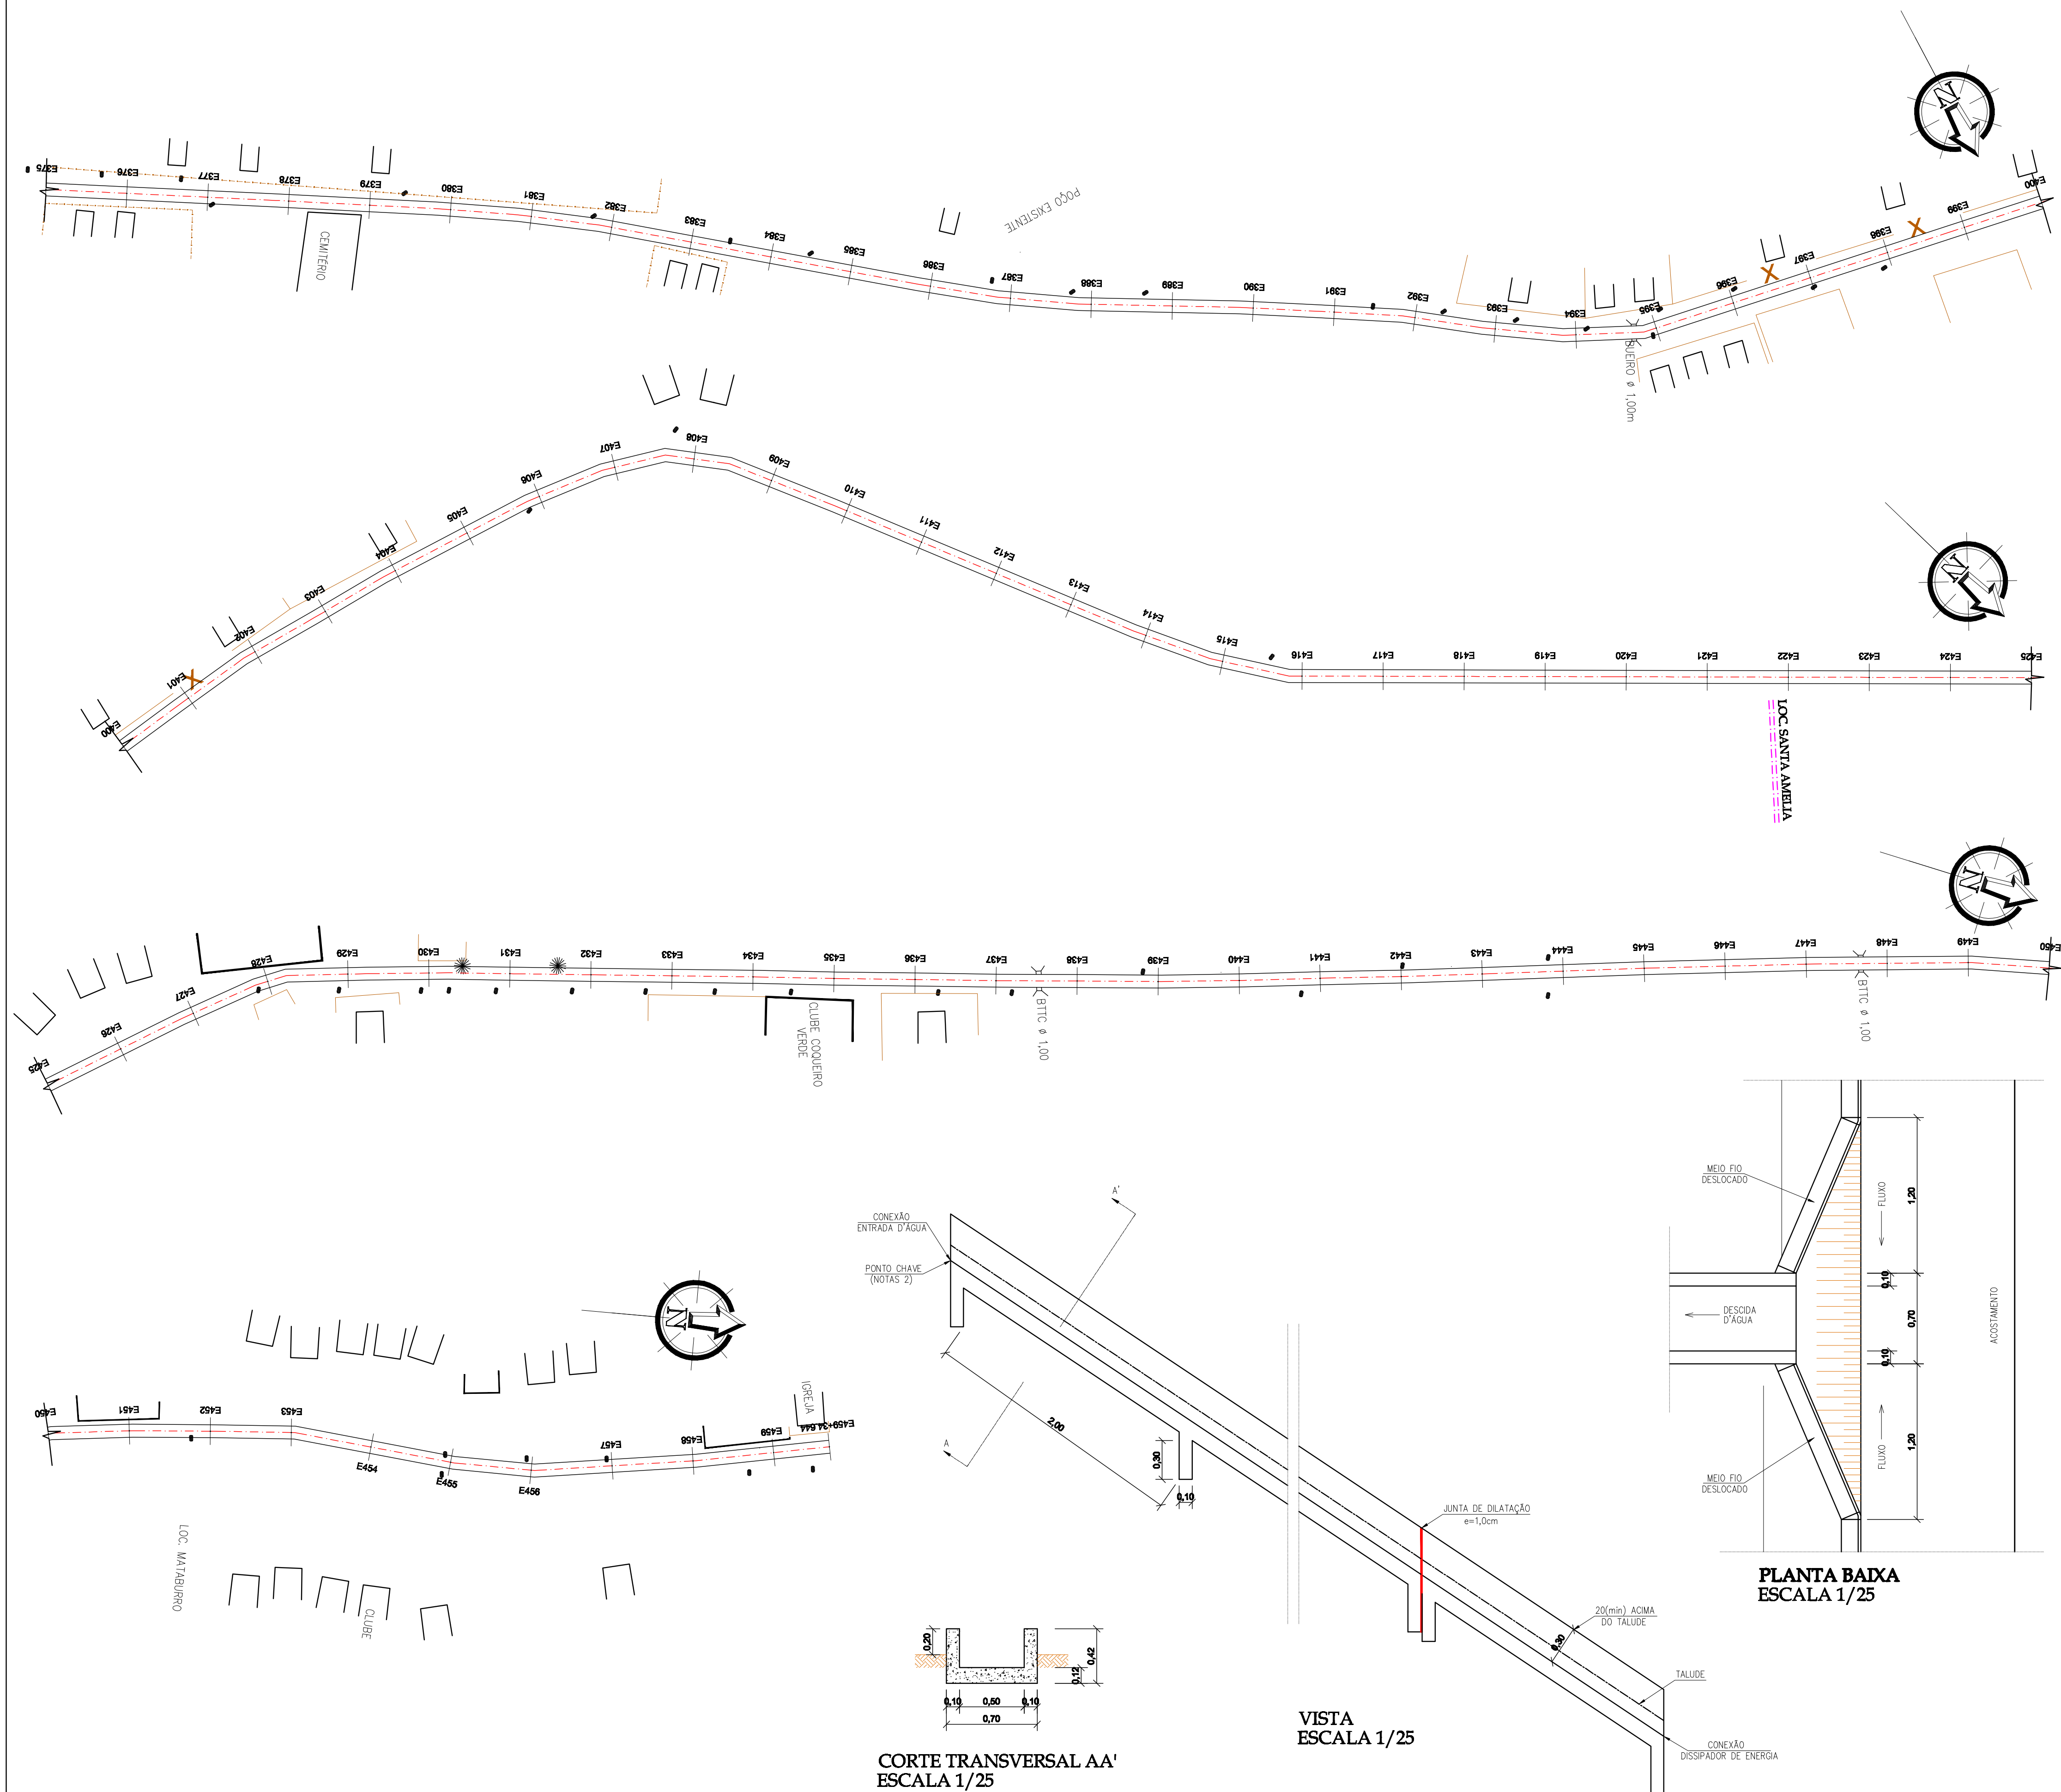 N
E375
E376
E377
E378
E379
E380
E381
E382
E383
E384
E385
E386
E387
E388
E389
E390
E391
E392
E393
E394
E395
E396
E397
E398
E399
E400
X
X
CEMITÉRIO
POÇO EXISTENTE
BUEIRO ø 1,00m
N
E400
E401
E402
E403
E404
E405
E406
E407
E408
E409
E410
E411
E412
E413
E414
E415
E416
E417
E418
E419
E420
E421
E422
E423
E424
E425
X
LOC. SANTA AMELIA
N
E425
E426
E427
E428
E429
E430
E431
E432
E433
E434
E435
E436
E437
E438
E439
E440
E441
E442
E443
E444
E445
E446
E447
E448
E449
E450
CLUBE COQUEIRO
VERDE
BTTC ø 1,00
BTTC ø 1,00
N
E450
E451
E452
E453
E454
E455
E456
E457
E458
E459
E459+34.644
IGREJA
LOC. MATABURRO
CLUBE
CONEXÃO
ENTRADA D'ÁGUA
PONTO CHAVE
(NOTAS 2)
A'
A
2,00
0,30
0,10
JUNTA DE DILATAÇÃO
e=1,0cm
20(min) ACIMA
DO TALUDE
0,30
TALUDE
CONEXÃO
DISSIPADOR DE ENERGIA
VISTA
ESCALA 1/25
0,20
0,42
0,12
0,10
0,50
0,10
0,70
CORTE TRANSVERSAL AA'
ESCALA 1/25
MEIO FIO
DESLOCADO
FLUXO
1,20
0,10
DESCIDA
D'ÁGUA
0,70
0,10
ACOSTAMENTO
FLUXO
1,20
MEIO FIO
DESLOCADO
PLANTA BAIXA
ESCALA 1/25